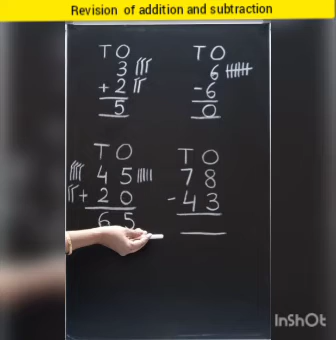 Revision of addition and subtraction
T O
3
+ 2
5
T O
6
- 6
0
T O
4 5
+ 2 0
6 5
T O
7 8
- 4 3
InShOt